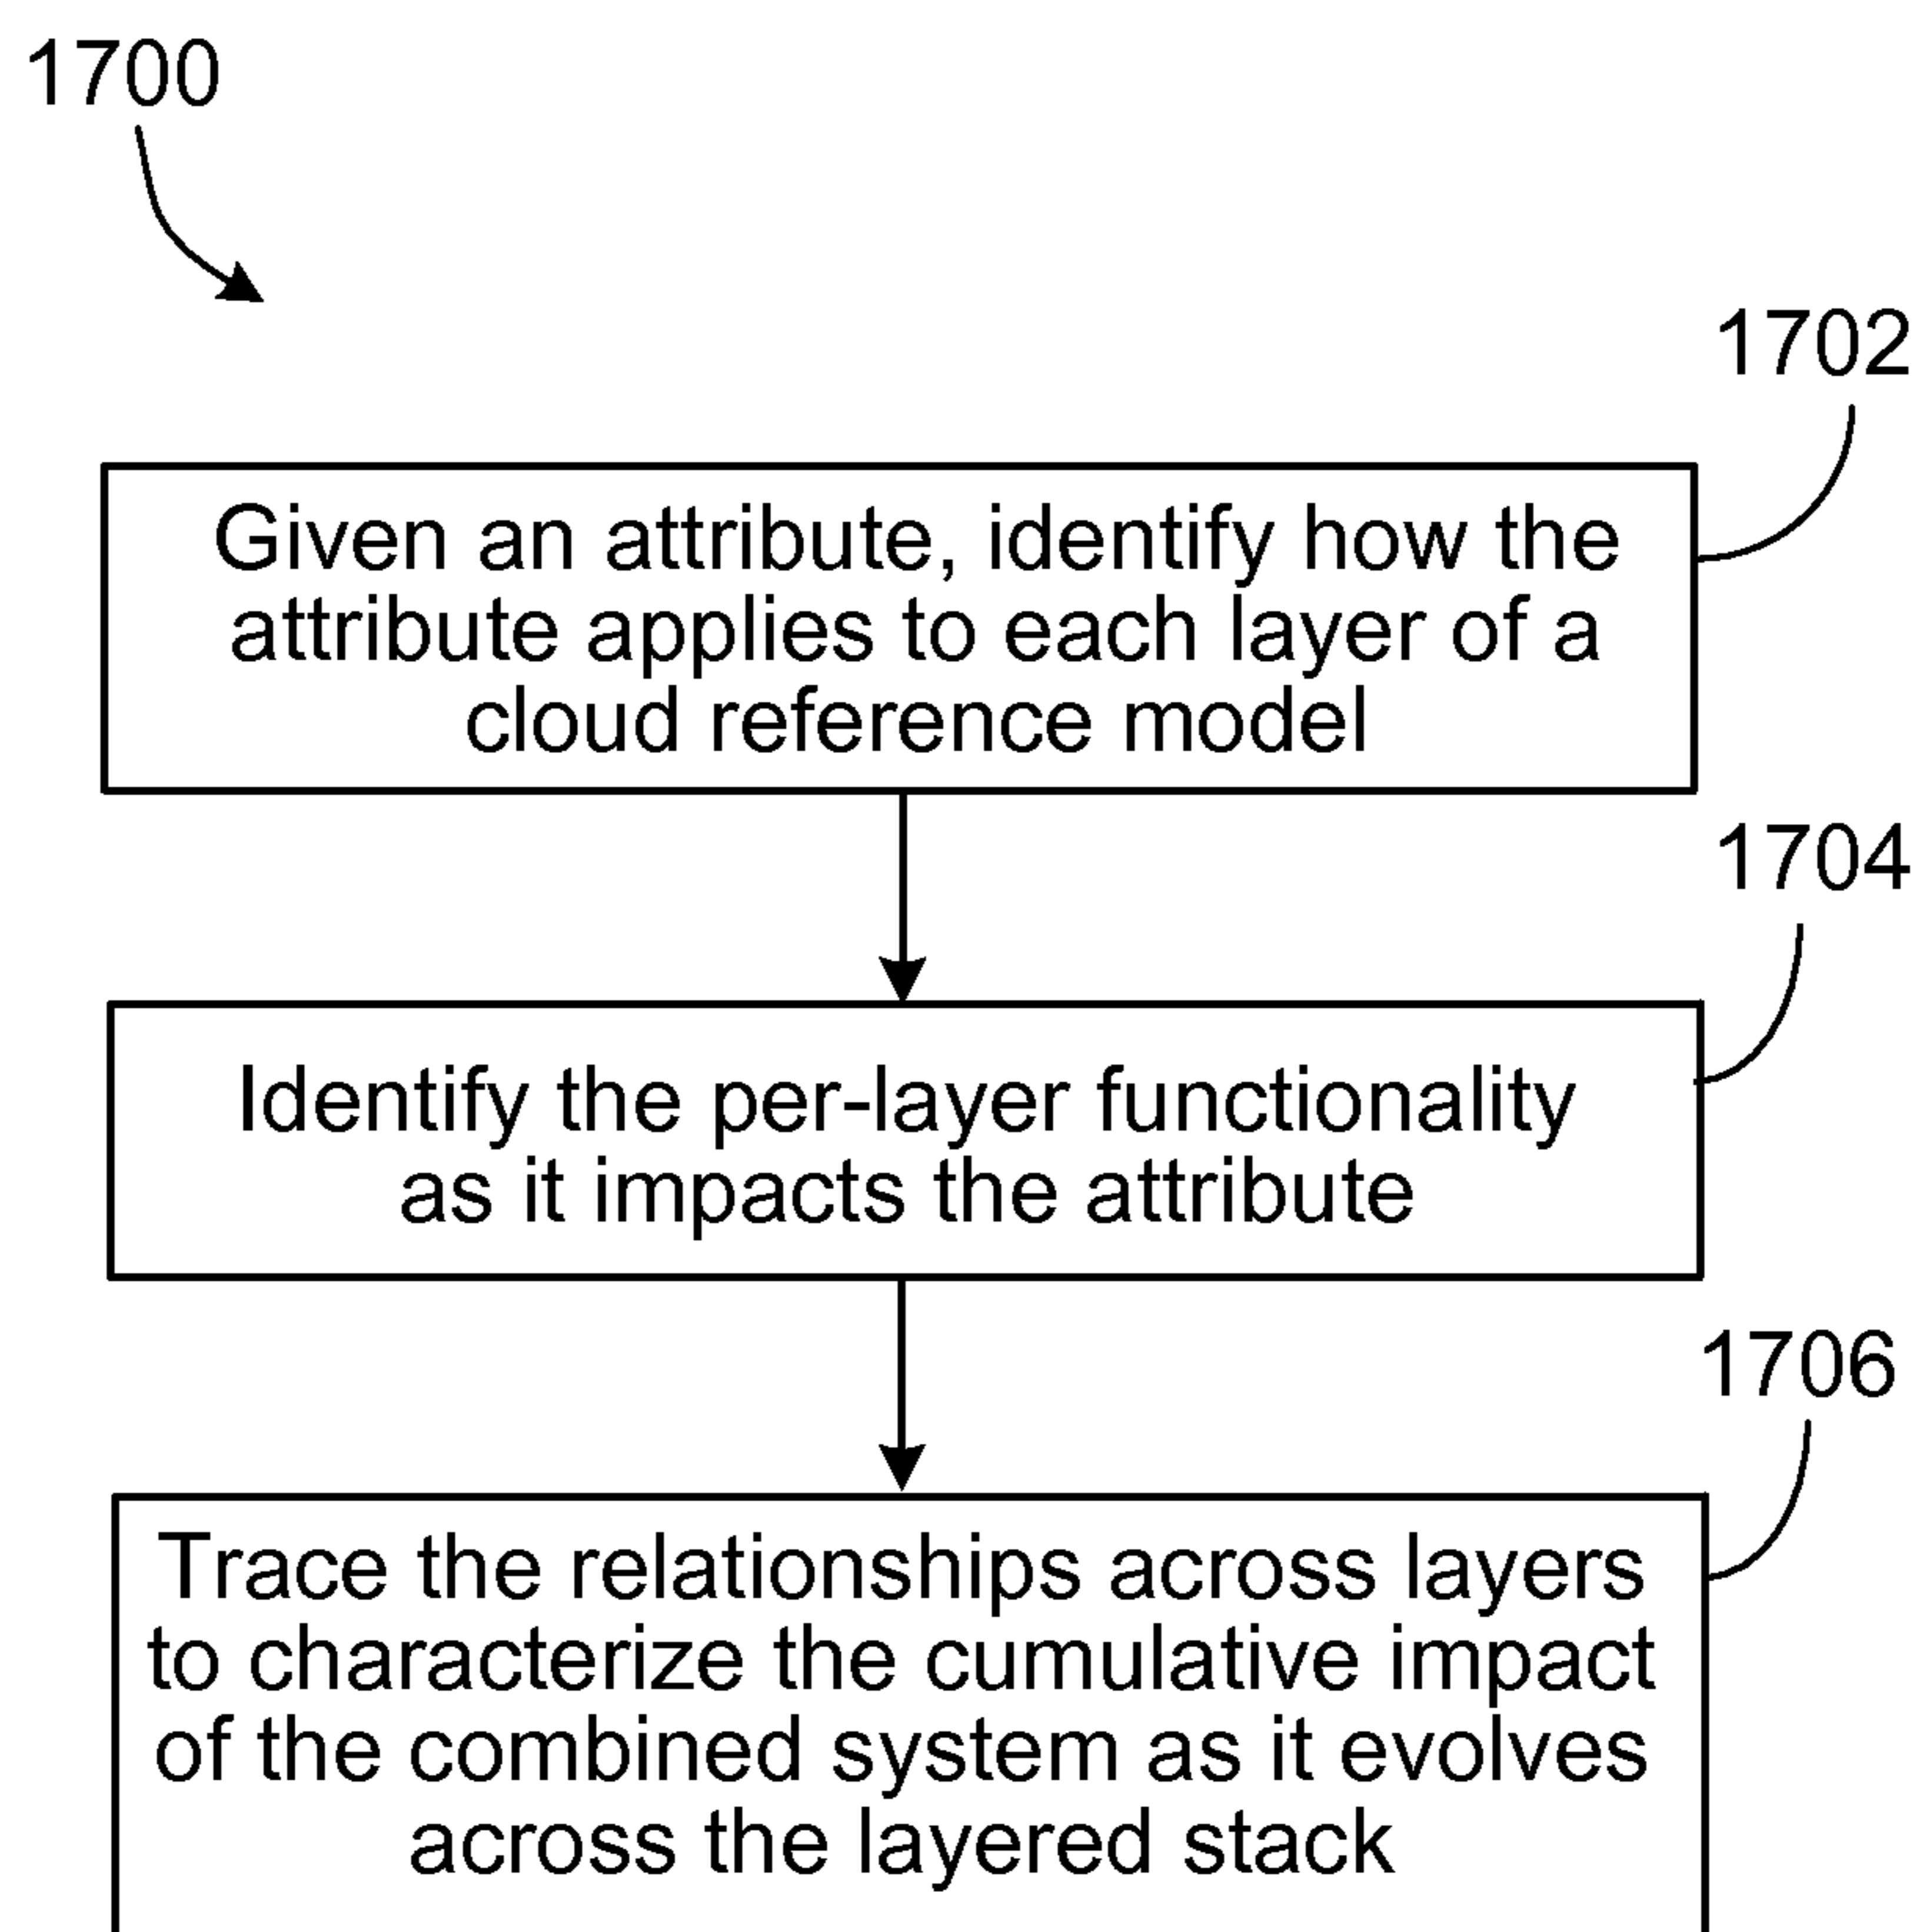 1700
1702
Given an attribute, identify how the
attribute applies to each layer of a
cloud reference model
1704
Identify the per-layer functionality
as it impacts the attribute
1706
Trace the relationships across layers
to characterize the cumulative impact
of the combined system as it evolves
across the layered stack